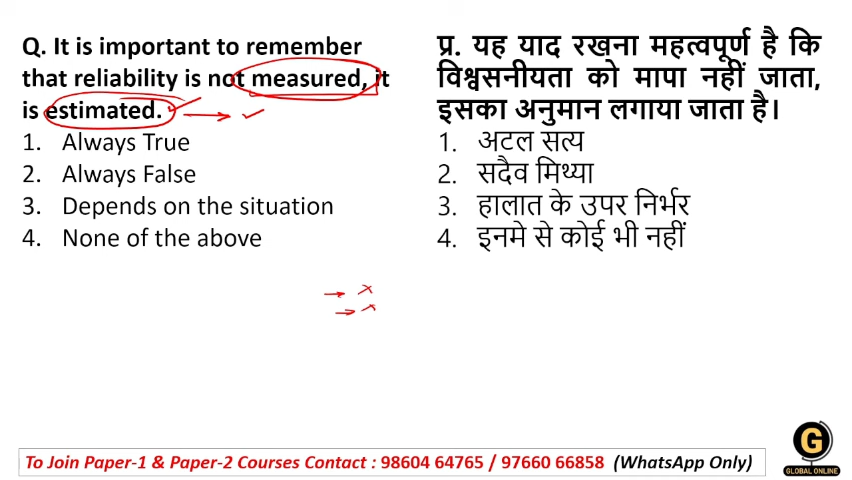 Q. It is important to remember
that reliability is not measured, it
is estimated.
1. Always True
2. Always False
3. Depends on the situation
4. None of the above
प्र. यह याद रखना महत्वपूर्ण है कि
विश्वसनीयता को मापा नहीं जाता,
इसका अनुमान लगाया जाता है।
1. अटल सत्य
2. सदैव मिथ्या
3. हालात के उपर निर्भर
4. इनमे से कोई भी नहीं
To Join Paper-1 & Paper-2 Courses Contact : 98604 64765 / 97660 66858 (WhatsApp Only)
G
GLOBAL ONLINE